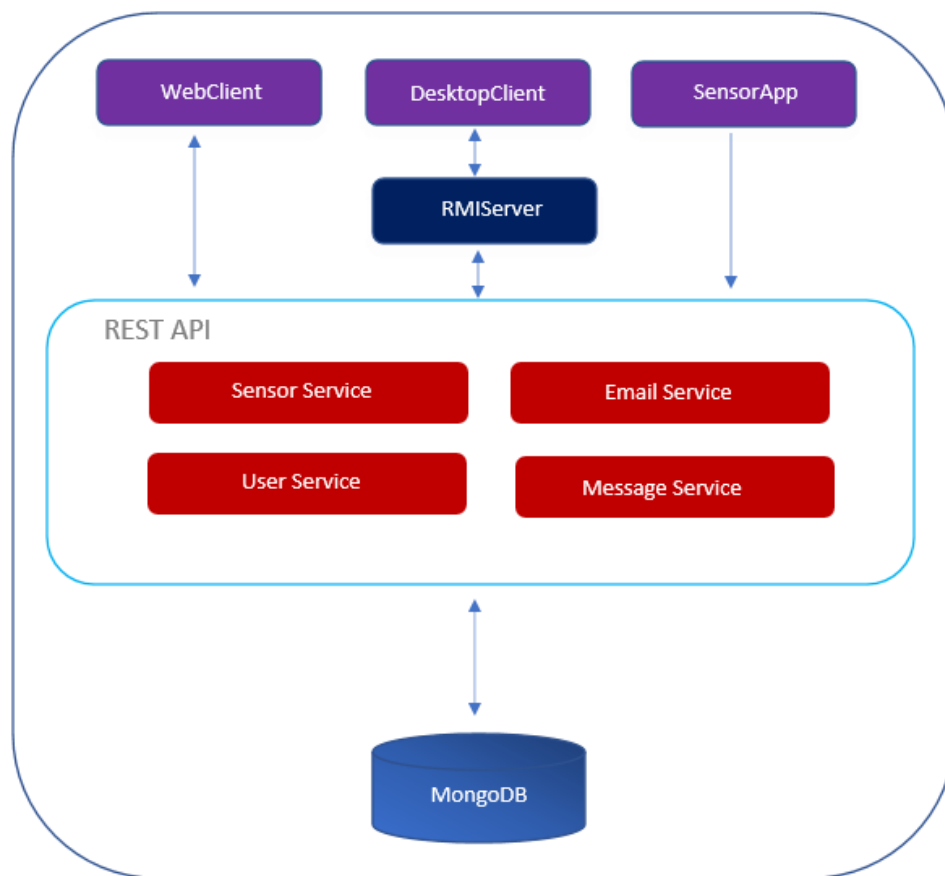 WebClient
DesktopClient
SensorApp
RMIServer
REST API
Sensor Service
Email Service
User Service
Message Service
MongoDB